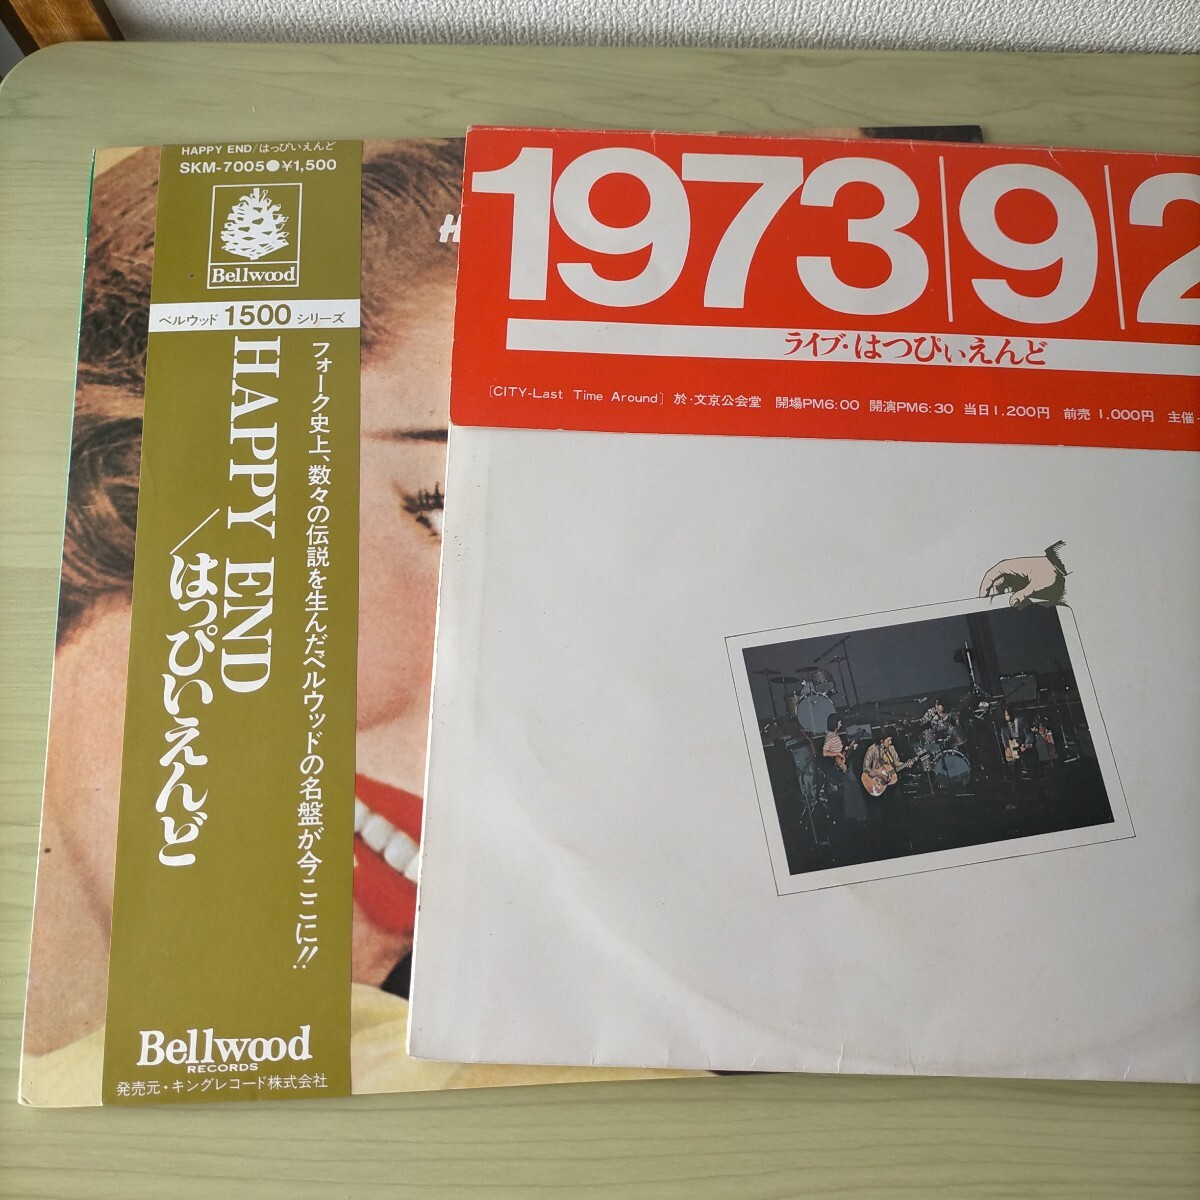 HAPPY END/はっぴいえんど
SKM-7005●¥1,500
Bellwood
ベルウッド 1500 シリーズ
フォーク史上、数々の伝説を生んだベルウッドの名盤が今ここに!!
HAPPY END/はっぴいえんど
Bellwood
RECORDS
発売元・キングレコード株式会社
H
1973|9|2
ライブ・はっぴいえんど
[CITY-Last Time Around] 於・文京公会堂 開場PM6:00 開演PM6:30 当日1,200円 前売1,000円 主催・